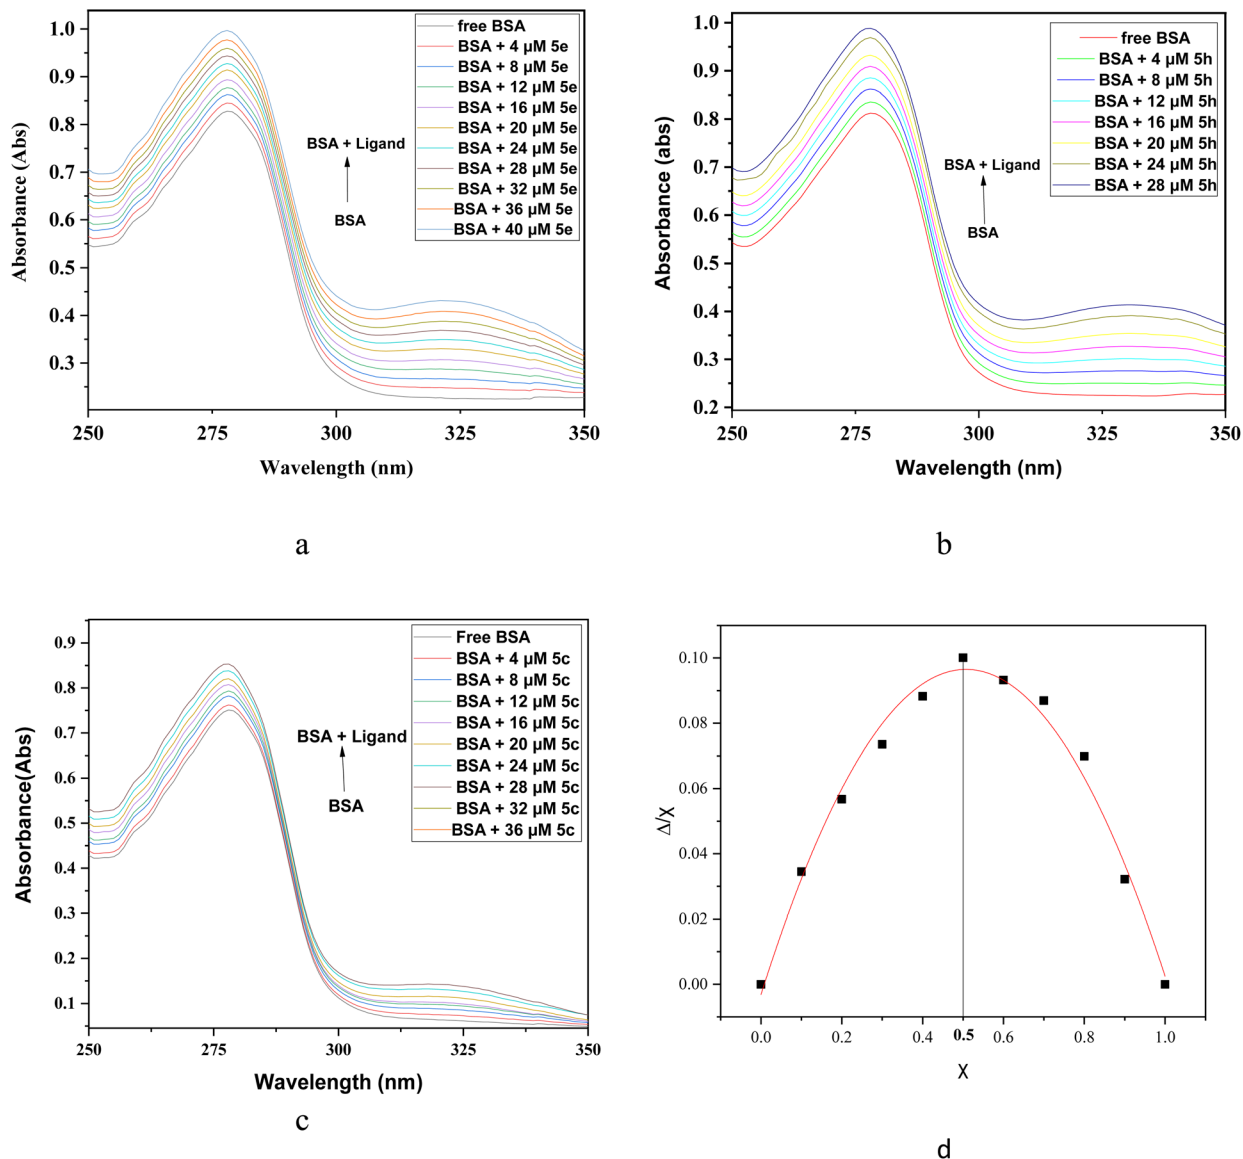 1.0
0.9
0.8
0.7
0.6
0.5
0.4
0.3
Absorbance (Abs)
250
275
300
325
350
Wavelength (nm)
free BSA
BSA + 4 µM 5e
BSA + 8 µM 5e
BSA + 12 µM 5e
BSA + 16 µM 5e
BSA + 20 µM 5e
BSA + 24 µM 5e
BSA + 28 µM 5e
BSA + 32 µM 5e
BSA + 36 µM 5e
BSA + 40 µM 5e
BSA + Ligand
BSA
a
1.0
0.9
0.8
0.7
0.6
0.5
0.4
0.3
0.2
Absorbance (abs)
250
275
300
325
350
Wavelength (nm)
free BSA
BSA + 4 µM 5h
BSA + 8 µM 5h
BSA + 12 µM 5h
BSA + 16 µM 5h
BSA + 20 µM 5h
BSA + 24 µM 5h
BSA + 28 µM 5h
BSA + Ligand
BSA
b
0.9
0.8
0.7
0.6
0.5
0.4
0.3
0.2
0.1
Absorbance(Abs)
250
275
300
325
350
Wavelength (nm)
Free BSA
BSA + 4 µM 5c
BSA + 8 µM 5c
BSA + 12 µM 5c
BSA + 16 µM 5c
BSA + 20 µM 5c
BSA + 24 µM 5c
BSA + 28 µM 5c
BSA + 32 µM 5c
BSA + 36 µM 5c
BSA + Ligand
BSA
c
0.10
0.08
0.06
0.04
0.02
0.00
Δ/χ
0.0
0.2
0.4
0.5
0.6
0.8
1.0
χ
d